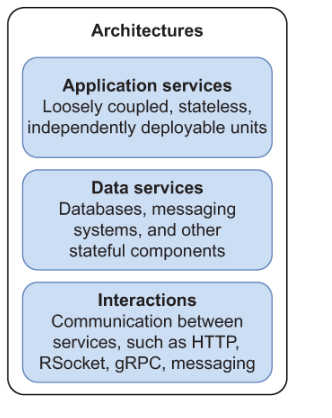 Architectures
Application services
Loosely coupled, stateless,
independently deployable units
Data services
Databases, messaging
systems, and other
stateful components
Interactions
Communication between
services, such as HTTP,
RSocket, gRPC, messaging